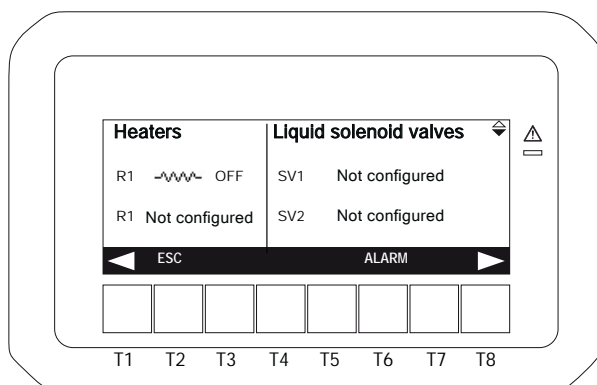 Heaters Liquid solenoid valves
R1 OFF SV1 Not configured
R1 Not configured SV2 Not configured
ESC ALARM
T1 T2 T3 T4 T5 T6 T7 T8